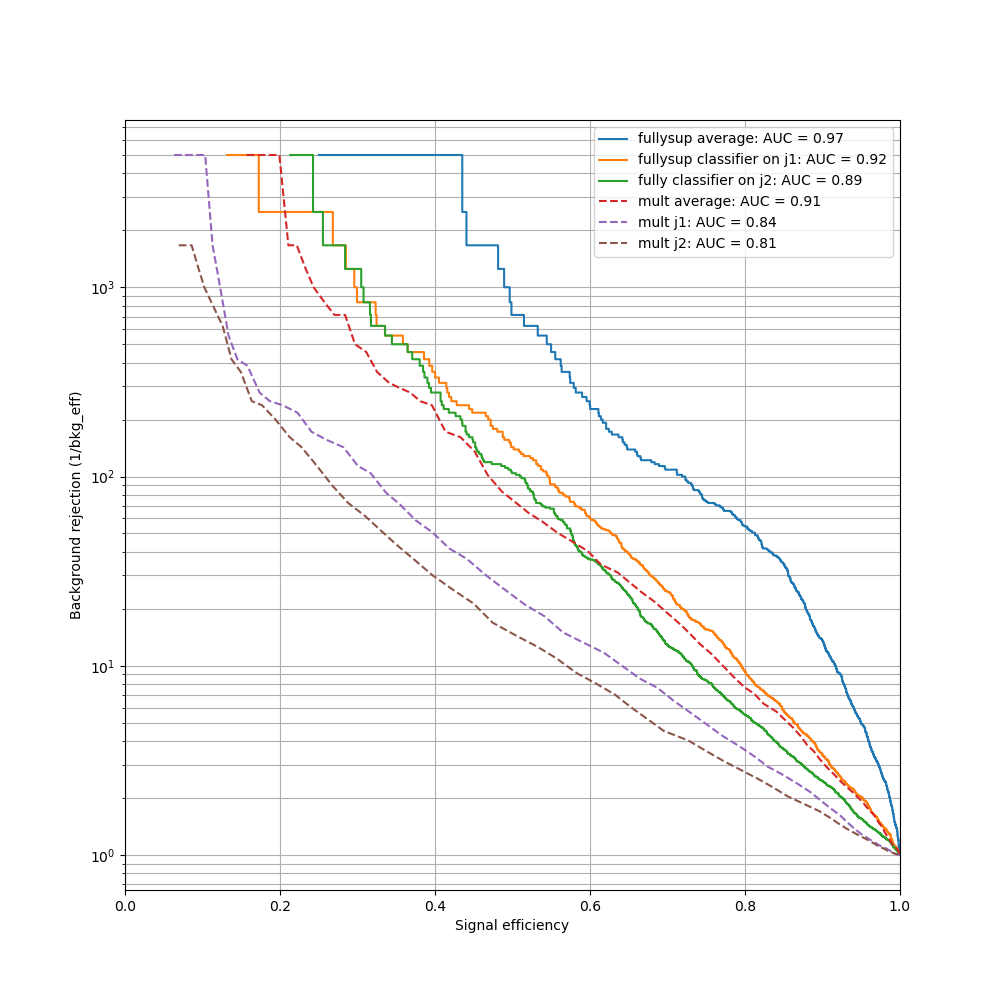 fullysup average: AUC = 0.97
fullysup classifier on j1: AUC = 0.92
fully classifier on j2: AUC = 0.89
mult average: AUC = 0.91
mult j1: AUC = 0.84
mult j2: AUC = 0.81
Background rejection (1/bkg_eff)
10³
10²
10¹
10⁰
0.0 0.2 0.4 0.6 0.8 1.0
Signal efficiency